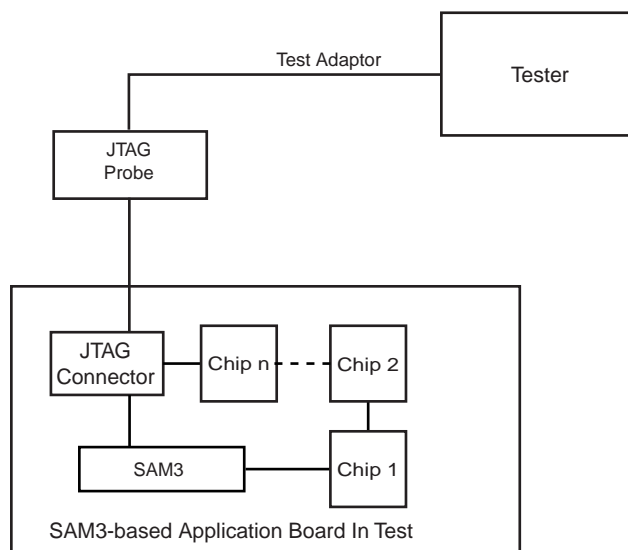 Test Adaptor
Tester
JTAG
Probe
JTAG
Connector
Chip n
Chip 2
SAM3
Chip 1
SAM3-based Application Board In Test